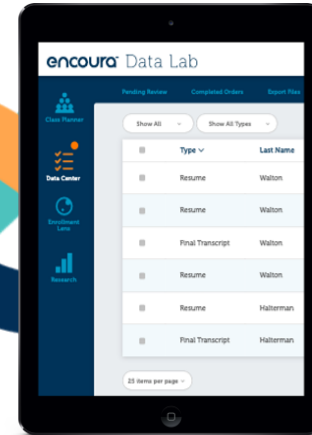 encoura Data Lab
Pending Review Completed Orders Export Files
Class Planner
Show All Show All Types
Type Last Name
Data Center
Resume Walton
Resume Walton
Enrollment
Lens
Final Transcript Walton
Research
Resume Walton
Resume Halterman
Final Transcript Halterman
25 items per page